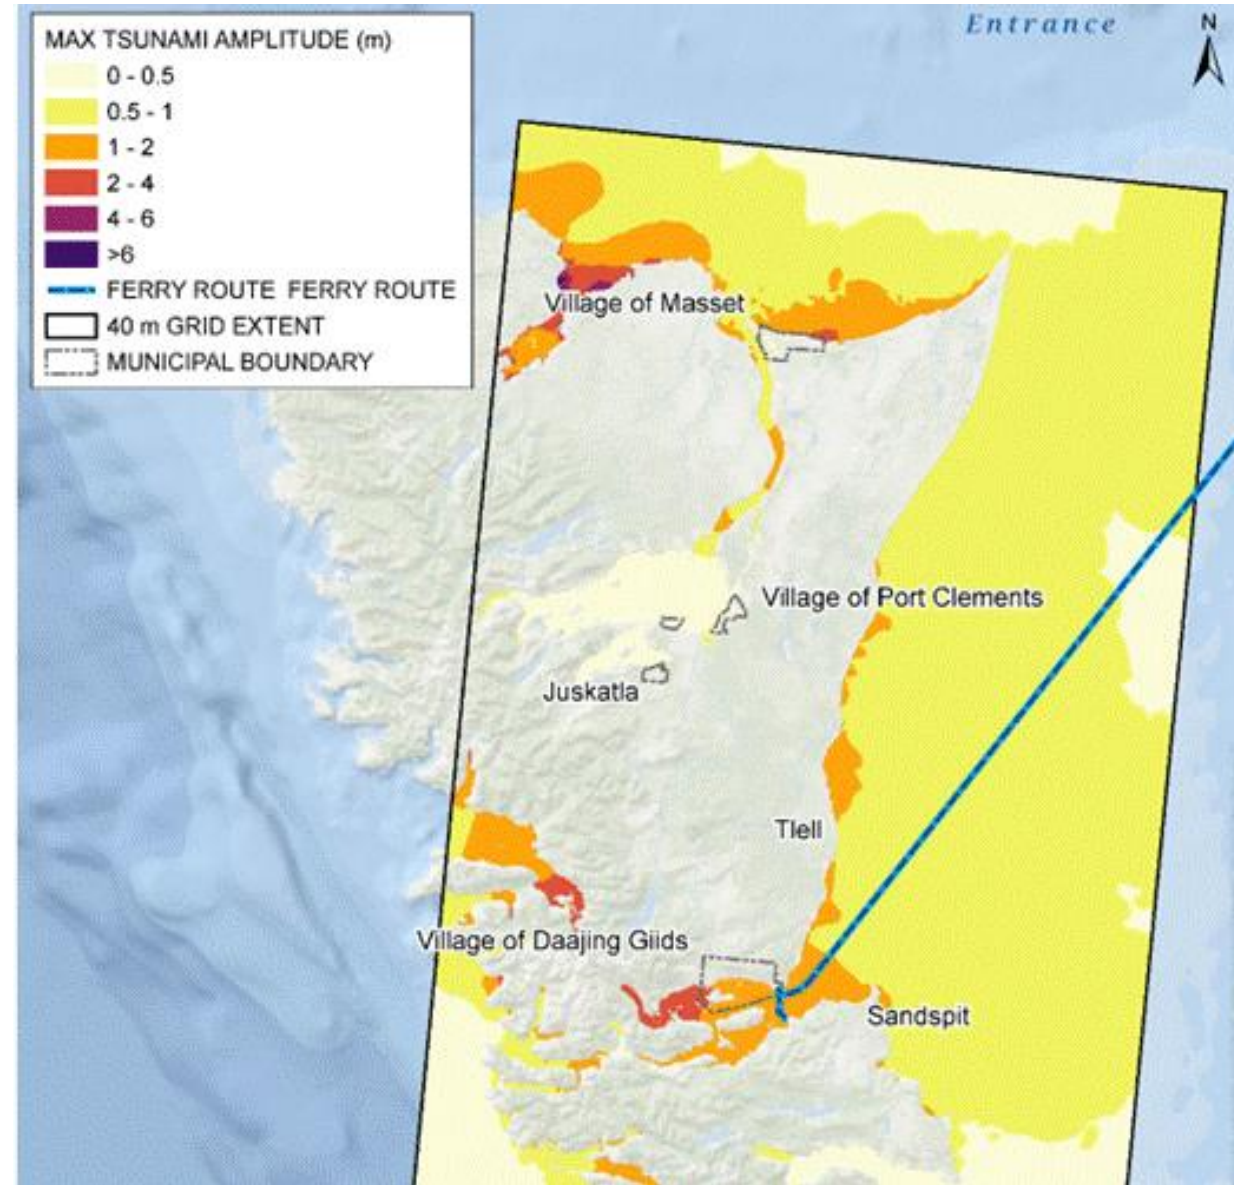 MAX TSUNAMI AMPLITUDE (m)
0 - 0.5
0.5 - 1
1 - 2
2 - 4
4 - 6
>6
FERRY ROUTE FERRY ROUTE
40 m GRID EXTENT
MUNICIPAL BOUNDARY
Entrance
N
Village of Masset
Village of Port Clements
Juskatla
Tlell
Village of Daajing Giids
Sandspit